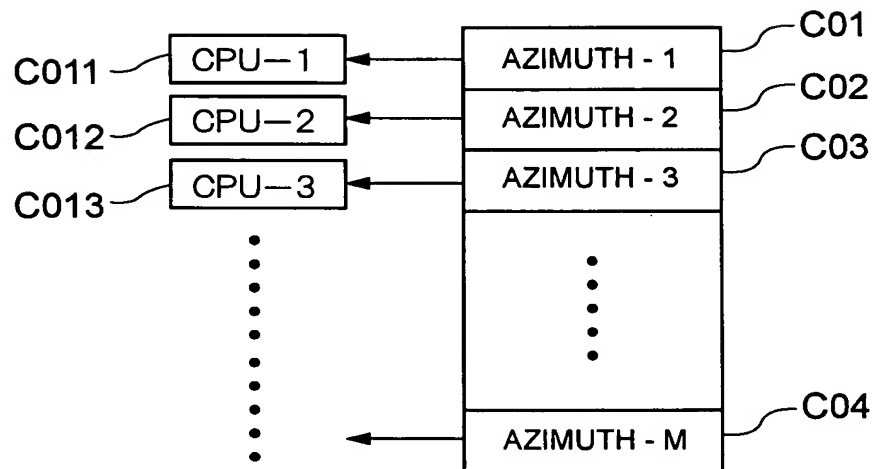 C01
C011
CPU－1
AZIMUTH - 1
C02
C012
CPU－2
AZIMUTH - 2
C03
C013
CPU－3
AZIMUTH - 3
C04
AZIMUTH - M